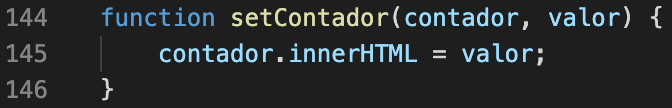 144 function setContador(contador, valor) {
145     contador.innerHTML = valor;
146 }